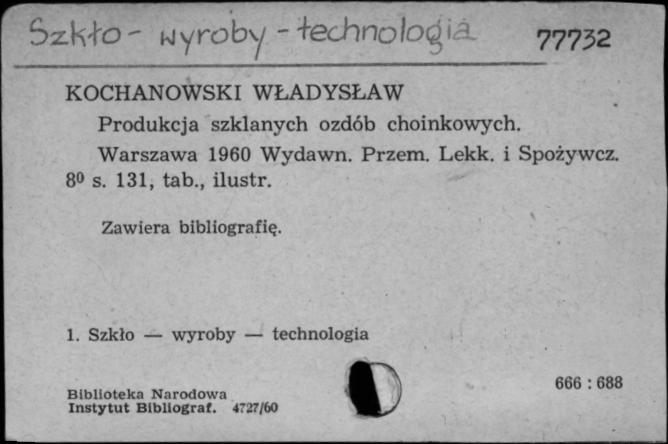 Szkło - wyroby - technologia 77732
KOCHANOWSKI WŁADYSŁAW
Produkcja szklanych ozdób choinkowych.
Warszawa 1960 Wydawn. Przem. Lekk. i Spożywcz.
8⁰ s. 131, tab., ilustr.
Zawiera bibliografię.
1. Szkło — wyroby — technologia
666 : 688
Biblioteka Narodowa
Instytut Bibliograf. 4727/60